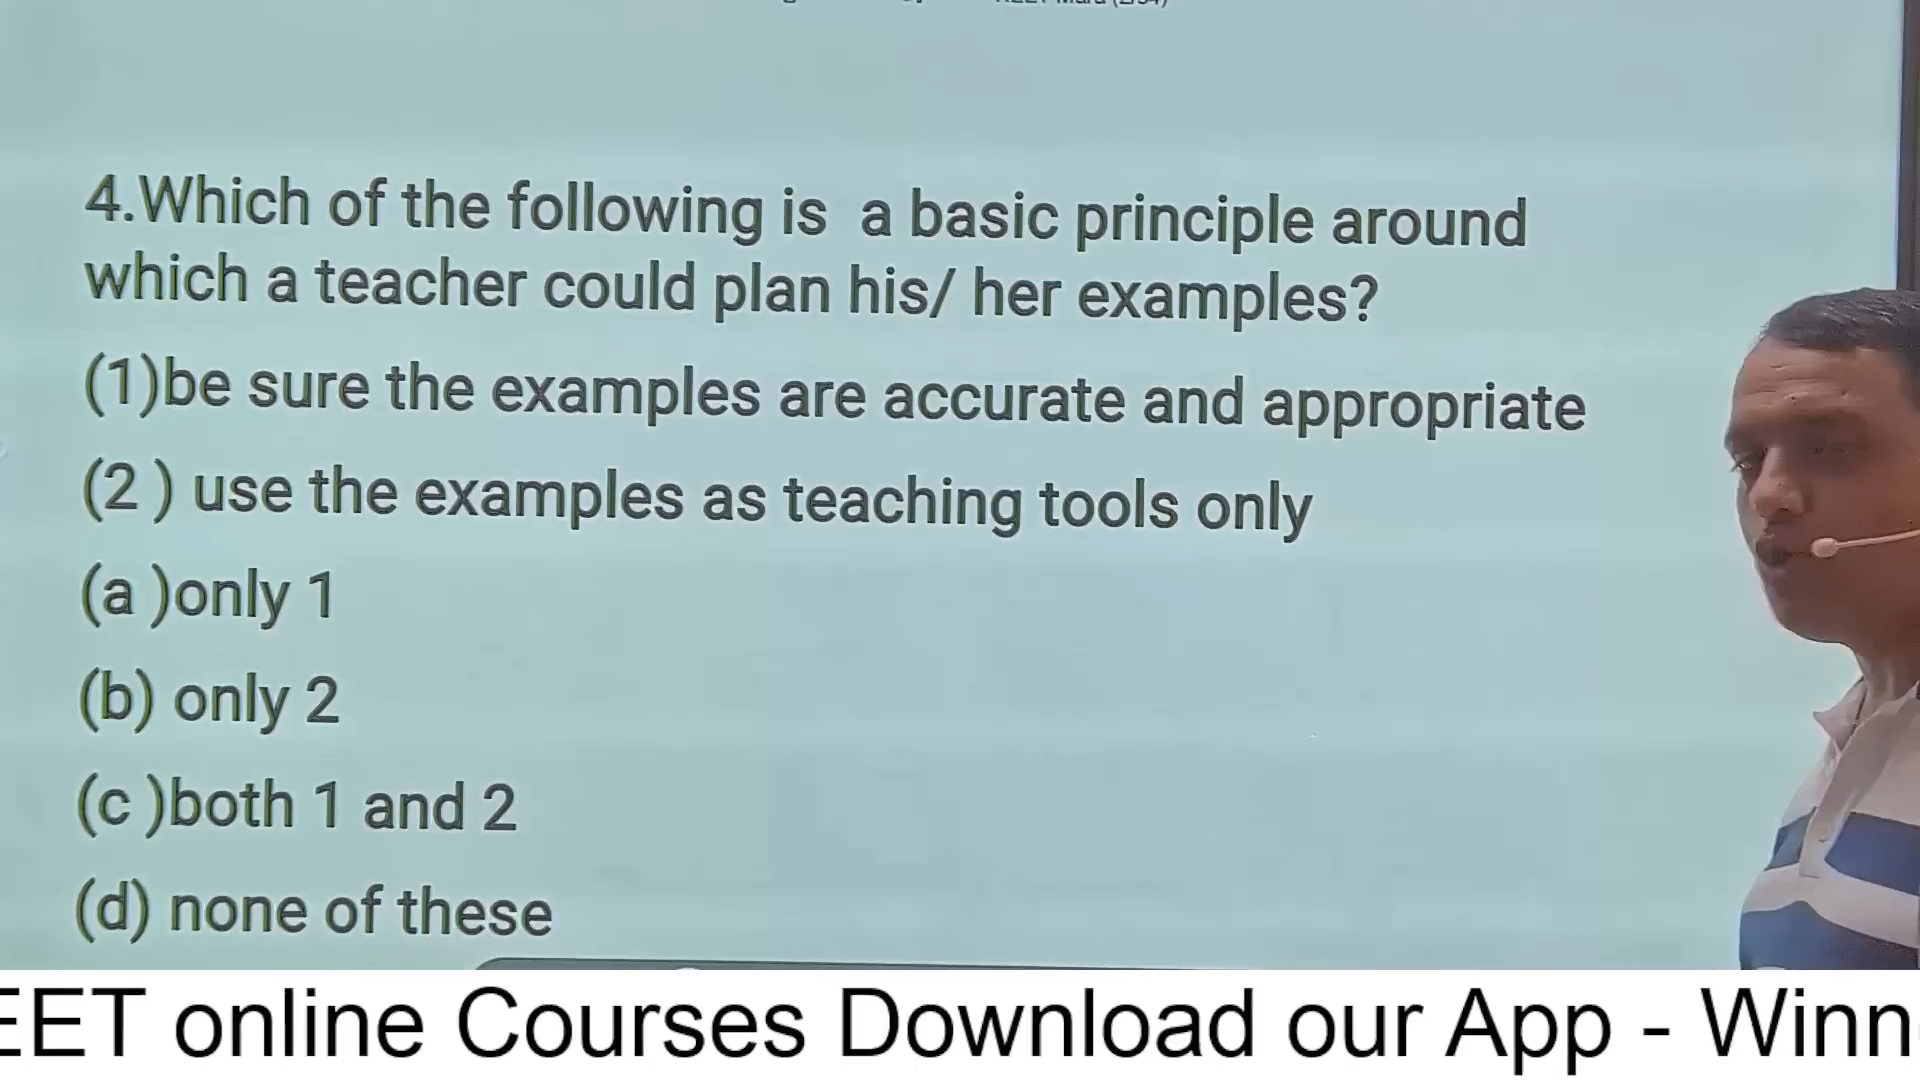 4.Which of the following is a basic principle around
which a teacher could plan his/ her examples?
(1)be sure the examples are accurate and appropriate
(2 ) use the examples as teaching tools only
(a )only 1
(b) only 2
(c )both 1 and 2
(d) none of these
EET online Courses Download our App - Winn